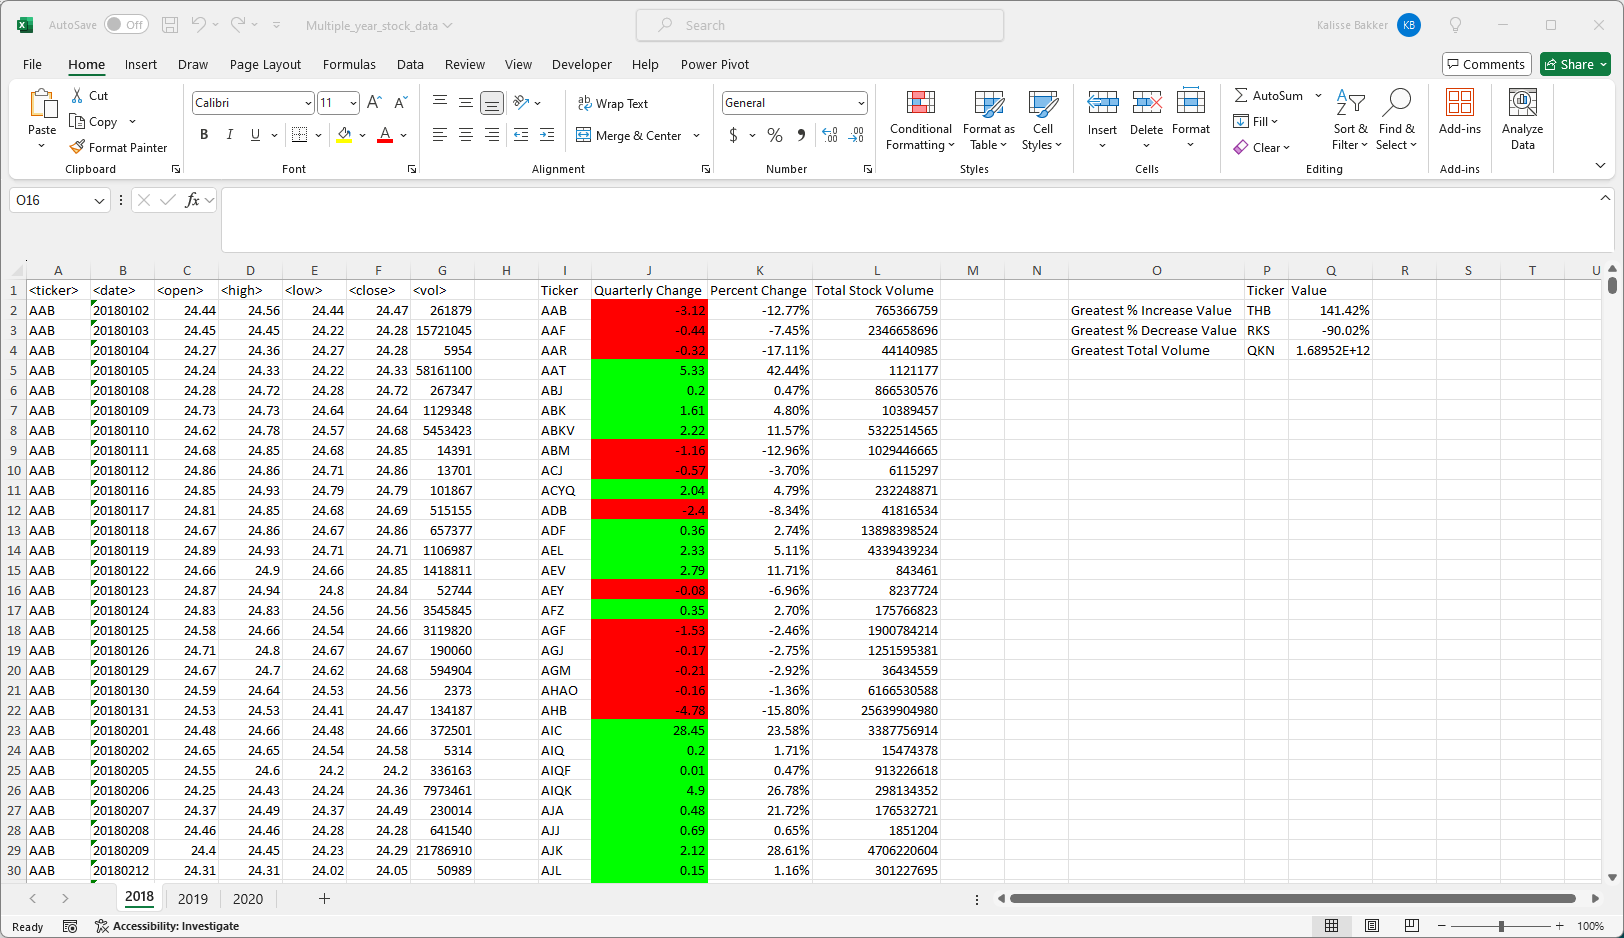 AutoSave Off Multiple_year_stock_data Search Kalisse Bakker KB
File Home Insert Draw Page Layout Formulas Data Review View Developer Help Power Pivot Comments Share
Paste
Cut
Copy
Format Painter
Clipboard
Calibri 11
B I U A
Font
ab Wrap Text
Merge & Center
Alignment
General
$ % 9 .00 .00
Number
Conditional Formatting
Format as Table
Cell Styles
Styles
Insert Delete Format
Cells
AutoSum
Fill
Clear
Sort & Filter
Find & Select
Editing
Add-ins
Add-ins
Analyze Data
O16 fx
A B C D E F G H I J K L M N O P Q R S T U
1 <ticker> <date> <open> <high> <low> <close> <vol> Ticker Quarterly Change Percent Change Total Stock Volume Ticker Value
2 AAB 20180102 24.44 24.56 24.44 24.47 261879 AAB -3.12 -12.77% 765366759 Greatest % Increase Value THB 141.42%
3 AAB 20180103 24.45 24.45 24.22 24.28 15721045 AAF -0.44 -7.45% 2346658696 Greatest % Decrease Value RKS -90.02%
4 AAB 20180104 24.27 24.36 24.27 24.28 5954 AAR -0.32 -17.11% 44140985 Greatest Total Volume QKN 1.68952E+12
5 AAB 20180105 24.24 24.33 24.22 24.33 58161100 AAT 5.33 42.44% 1121177
6 AAB 20180108 24.28 24.72 24.28 24.72 267347 ABJ 0.2 0.47% 866530576
7 AAB 20180109 24.73 24.73 24.64 24.64 1129348 ABK 1.61 4.80% 10389457
8 AAB 20180110 24.62 24.78 24.57 24.68 5453423 ABKV 2.22 11.57% 5322514565
9 AAB 20180111 24.68 24.85 24.68 24.85 14391 ABM -1.16 -12.96% 1029446665
10 AAB 20180112 24.86 24.86 24.71 24.86 13701 ACJ -0.57 -3.70% 6115297
11 AAB 20180116 24.85 24.93 24.79 24.79 101867 ACYQ 2.04 4.79% 232248871
12 AAB 20180117 24.81 24.85 24.68 24.69 515155 ADB -2.4 -8.34% 41816534
13 AAB 20180118 24.67 24.86 24.67 24.86 657377 ADF 0.36 2.74% 13898398524
14 AAB 20180119 24.89 24.93 24.71 24.71 1106987 AEL 2.33 5.11% 4339439234
15 AAB 20180122 24.66 24.9 24.66 24.85 1418811 AEV 2.79 11.71% 843461
16 AAB 20180123 24.87 24.94 24.8 24.84 52744 AEY -0.08 -6.96% 8237724
17 AAB 20180124 24.83 24.83 24.56 24.56 3545845 AFZ 0.35 2.70% 175766823
18 AAB 20180125 24.58 24.66 24.54 24.66 3119820 AGF -1.53 -2.46% 1900784214
19 AAB 20180126 24.71 24.8 24.67 24.67 190060 AGJ -0.17 -2.75% 1251595381
20 AAB 20180129 24.67 24.7 24.62 24.68 594904 AGM -0.21 -2.92% 36434559
21 AAB 20180130 24.59 24.64 24.53 24.56 2373 AHAO -0.16 -1.36% 6166530588
22 AAB 20180131 24.53 24.53 24.41 24.47 134187 AHB -4.78 -15.80% 25639904980
23 AAB 20180201 24.48 24.66 24.48 24.66 372501 AIC 28.45 23.58% 3387756914
24 AAB 20180202 24.65 24.65 24.54 24.58 5314 AIQ 0.2 1.71% 15474378
25 AAB 20180205 24.55 24.6 24.2 24.2 336163 AIQF 0.01 0.47% 913226618
26 AAB 20180206 24.25 24.43 24.24 24.36 7973461 AIQK 4.9 26.78% 298134352
27 AAB 20180207 24.37 24.49 24.37 24.49 230014 AJA 0.48 21.72% 176532721
28 AAB 20180208 24.46 24.46 24.28 24.28 641540 AJJ 0.69 0.65% 1851204
29 AAB 20180209 24.4 24.45 24.23 24.29 21786910 AJK 2.12 28.61% 4706220604
30 AAB 20180212 24.31 24.31 24.02 24.05 50989 AJL 0.15 1.16% 301227695
2018 2019 2020
Ready Accessibility: Investigate 100%